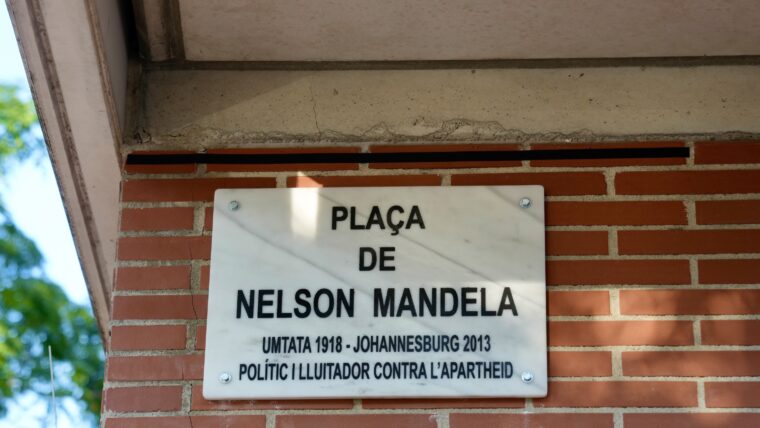 PLAÇA
DE
NELSON MANDELA
UMTATA 1918 - JOHANNESBURG 2013
POLÍTIC I LLUITADOR CONTRA L'APARTHEID